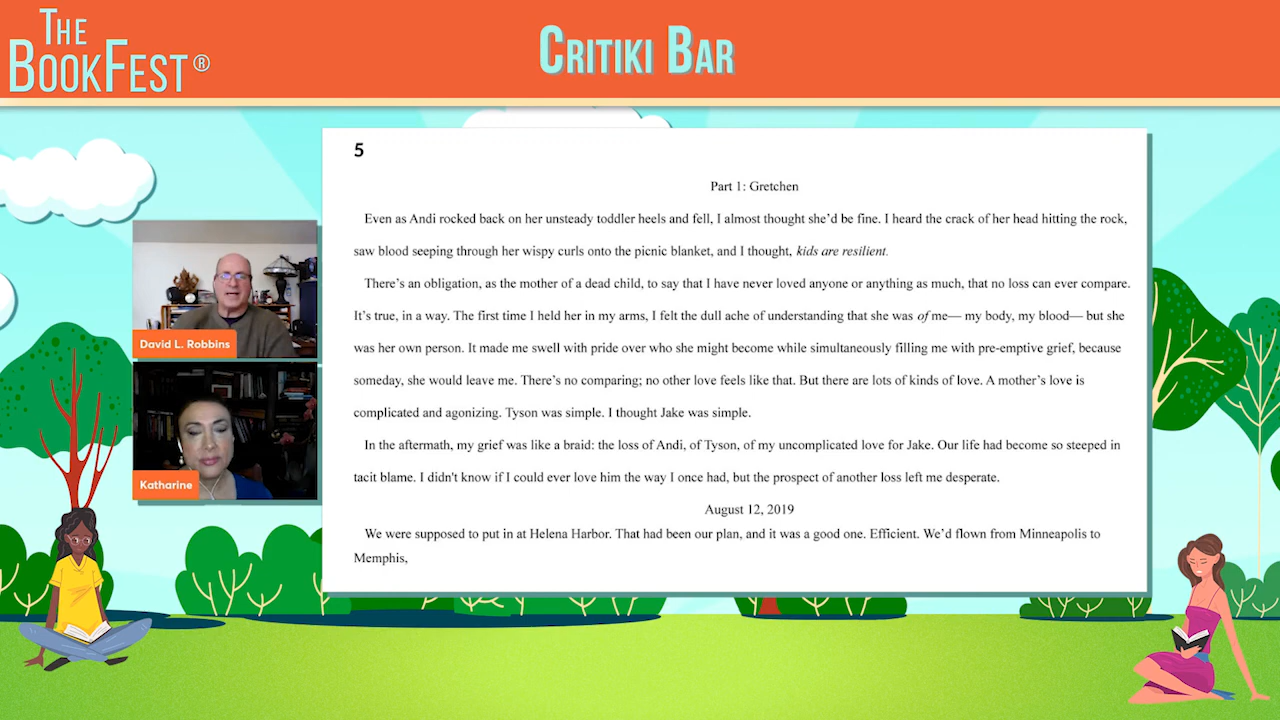 THE
BOOKFEST®
CRITIKI BAR
5
Part 1: Gretchen
Even as Andi rocked back on her unsteady toddler heels and fell, I almost thought she’d be fine. I heard the crack of her head hitting the rock,
saw blood seeping through her wispy curls onto the picnic blanket, and I thought, kids are resilient.
There’s an obligation, as the mother of a dead child, to say that I have never loved anyone or anything as much, that no loss can ever compare.
It’s true, in a way. The first time I held her in my arms, I felt the dull ache of understanding that she was of me— my body, my blood— but she
was her own person. It made me swell with pride over who she might become while simultaneously filling me with pre-emptive grief, because
someday, she would leave me. There’s no comparing; no other love feels like that. But there are lots of kinds of love. A mother’s love is
complicated and agonizing. Tyson was simple. I thought Jake was simple.
In the aftermath, my grief was like a braid: the loss of Andi, of Tyson, of my uncomplicated love for Jake. Our life had become so steeped in
tacit blame. I didn't know if I could ever love him the way I once had, but the prospect of another loss left me desperate.
August 12, 2019
We were supposed to put in at Helena Harbor. That had been our plan, and it was a good one. Efficient. We’d flown from Minneapolis to
Memphis,
David L. Robbins
Katharine